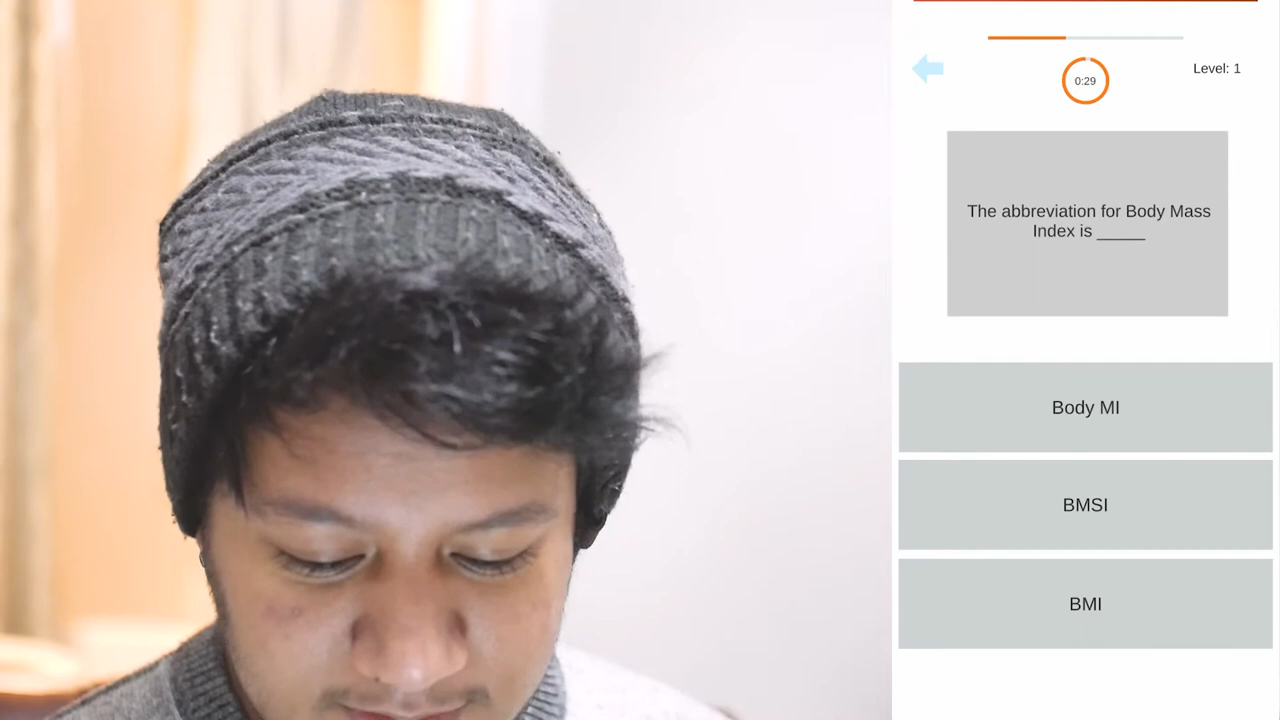 0:29
Level: 1
The abbreviation for Body Mass
Index is _____
Body MI
BMSI
BMI